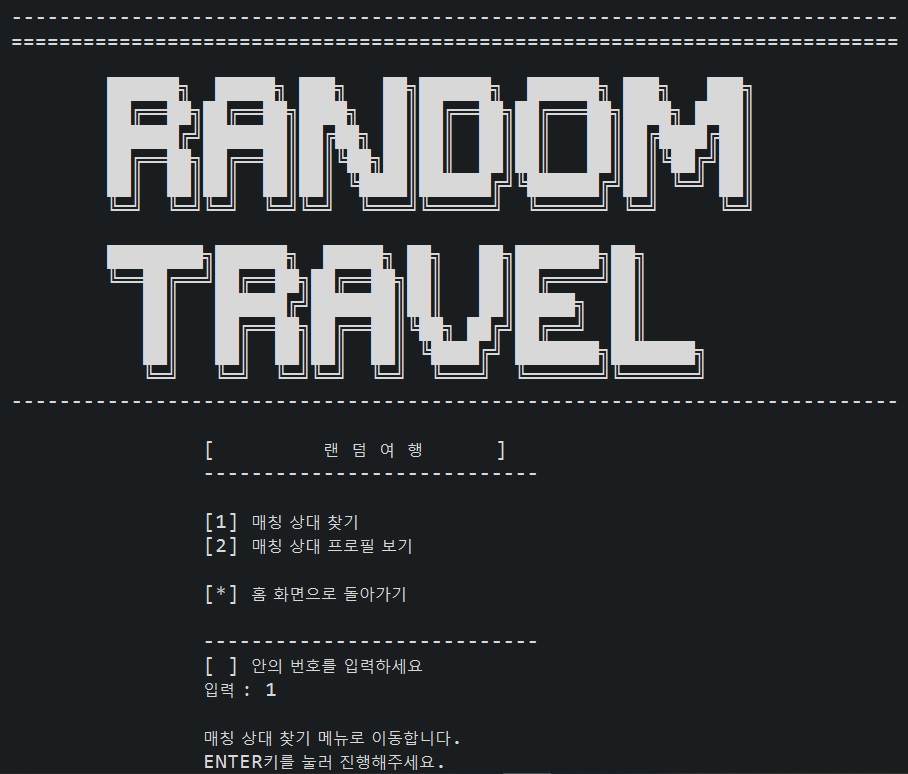 RANDOM
TRAVEL
[ 랜 덤 여 행 ]
[1] 매칭 상대 찾기
[2] 매칭 상대 프로필 보기
[*] 홈 화면으로 돌아가기
[ ] 안의 번호를 입력하세요
입력 : 1
매칭 상대 찾기 메뉴로 이동합니다.
ENTER키를 눌러 진행해주세요.